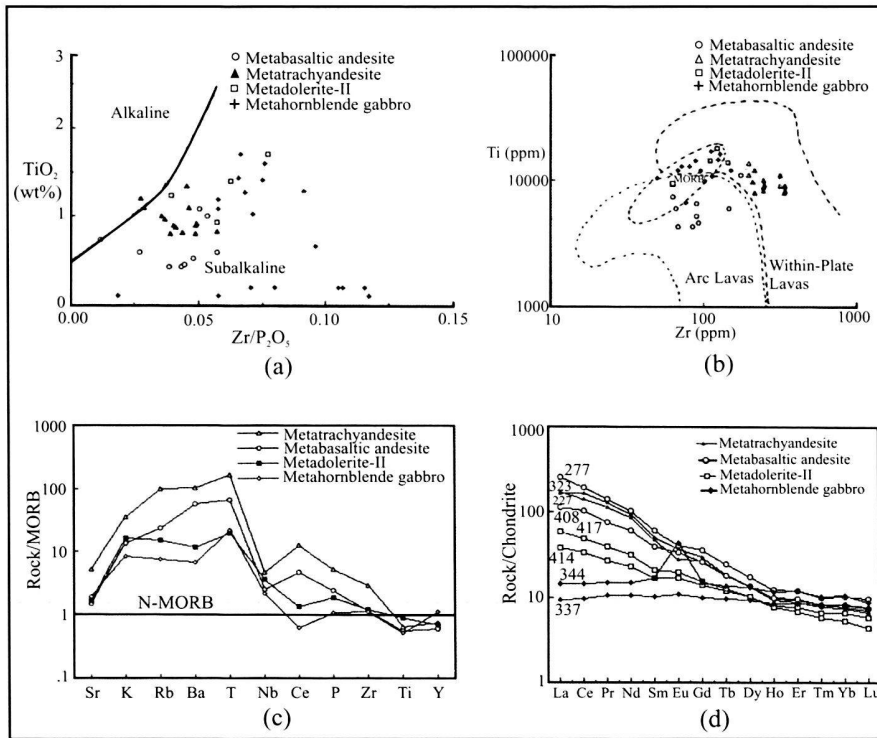 (a)
3
2
1
0
TiO2
(wt%)
0.00
0.05
0.10
0.15
Zr/P2O5
Alkaline
Subalkaline
Metabasaltic andesite
Metatrachyandesite
Metadolerite-II
Metahornblende gabbro
(b)
100000
10000
1000
Ti (ppm)
10
100
1000
Zr (ppm)
Metabasaltic andesite
Metatrachyandesite
Metadolerite-II
Metahornblende gabbro
MORB
Arc Lavas
Within-Plate
Lavas
(a)
(b)
1000
100
10
1
.1
Rock/MORB
N-MORB
Metatrachyandesite
Metabasaltic andesite
Metadolerite-II
Metahornblende gabbro
Sr K Rb Ba T Nb Ce P Zr Ti Y
(c)
1000
100
10
1
Rock/Chondrite
Metatrachyandesite
Metabasaltic andesite
Metadolerite-II
Metahornblende gabbro
277
323
227
408
417
414
344
337
La Ce Pr Nd Sm Eu Gd Tb Dy Ho Er Tm Yb Lu
(d)